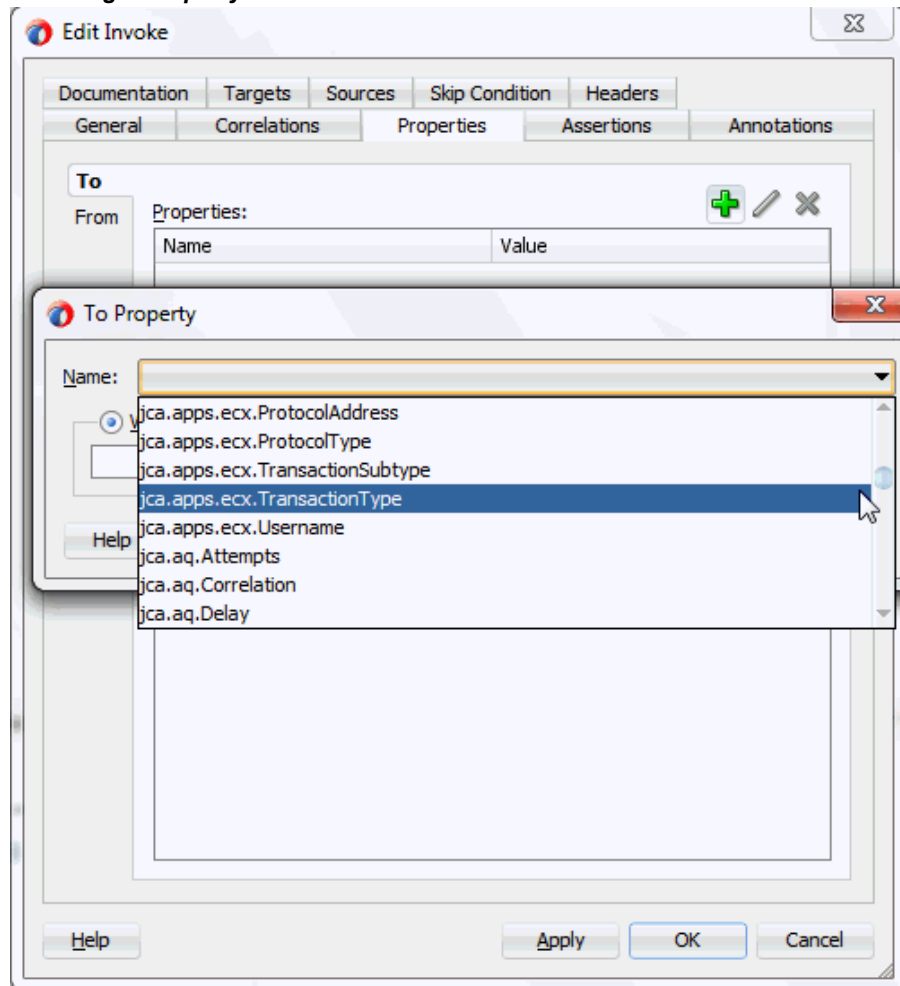 Edit Invoke
Documentation Targets Sources Skip Condition Headers
General Correlations Properties Assertions Annotations
To
From
Properties:
Name Value
To Property
Name:
jca.apps.ecx.ProtocolAddress
jca.apps.ecx.ProtocolType
jca.apps.ecx.TransactionSubtype
jca.apps.ecx.TransactionType
jca.apps.ecx.Username
jca.aq.Attempts
jca.aq.Correlation
jca.aq.Delay
Help
Help Apply OK Cancel